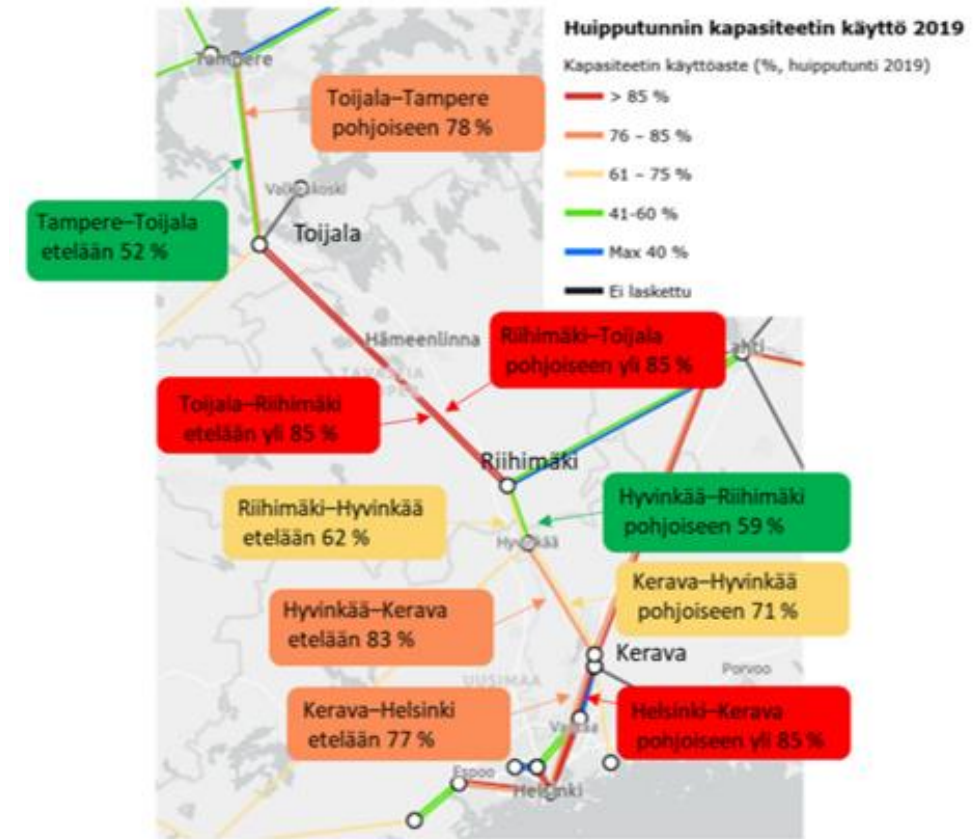 Huipputunnin kapasiteetin käyttö 2019
Kapasiteetin käyttöaste (%, huipputunti 2019)
> 85 %
76 – 85 %
61 – 75 %
41-60 %
Max 40 %
Ei laskettu
Tampere
Toijala–Tampere
pohjoiseen 78 %
Valkeakoski
Tampere–Toijala
etelään 52 %
Toijala
Hämeenlinna
Riihimäki–Toijala
pohjoiseen yli 85 %
ahti
TAVASTIA
Toijala–Riihimäki
etelään yli 85 %
Riihimäki
Riihimäki–Hyvinkää
etelään 62 %
Hyvinkää–Riihimäki
pohjoiseen 59 %
Hyvinkää
Kerava–Hyvinkää
pohjoiseen 71 %
Hyvinkää–Kerava
etelään 83 %
Kerava
Porvoo
UUSIMAA
Kerava–Helsinki
etelään 77 %
Helsinki–Kerava
pohjoiseen yli 85 %
Vantaa
Espoo
Helsinki